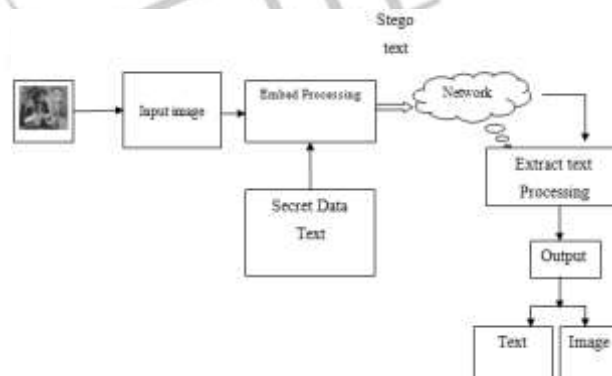 Stego
text
Input image
Embed Processing
Network
Secret Data
Text
Extract text
Processing
Output
Text
Image